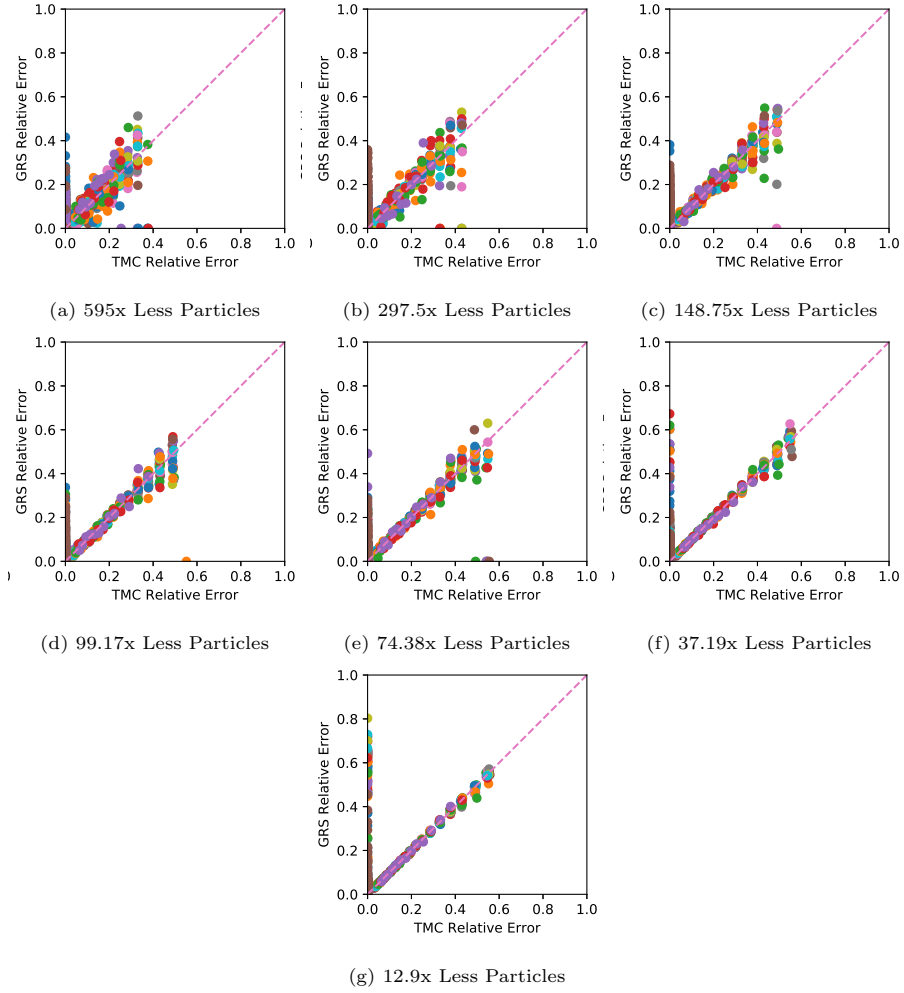 1.0
0.8
0.6
0.4
0.2
0.0
GRS Relative Error
0.0 0.2 0.4 0.6 0.8 1.0
TMC Relative Error
(a) 595x Less Particles
1.0
0.8
0.6
0.4
0.2
0.0
GRS Relative Error
0.0 0.2 0.4 0.6 0.8 1.0
TMC Relative Error
(b) 297.5x Less Particles
1.0
0.8
0.6
0.4
0.2
0.0
GRS Relative Error
0.0 0.2 0.4 0.6 0.8 1.0
TMC Relative Error
(c) 148.75x Less Particles
1.0
0.8
0.6
0.4
0.2
0.0
GRS Relative Error
0.0 0.2 0.4 0.6 0.8 1.0
TMC Relative Error
(d) 99.17x Less Particles
1.0
0.8
0.6
0.4
0.2
0.0
GRS Relative Error
0.0 0.2 0.4 0.6 0.8 1.0
TMC Relative Error
(e) 74.38x Less Particles
1.0
0.8
0.6
0.4
0.2
0.0
GRS Relative Error
0.0 0.2 0.4 0.6 0.8 1.0
TMC Relative Error
(f) 37.19x Less Particles
1.0
0.8
0.6
0.4
0.2
0.0
GRS Relative Error
0.0 0.2 0.4 0.6 0.8 1.0
TMC Relative Error
(g) 12.9x Less Particles